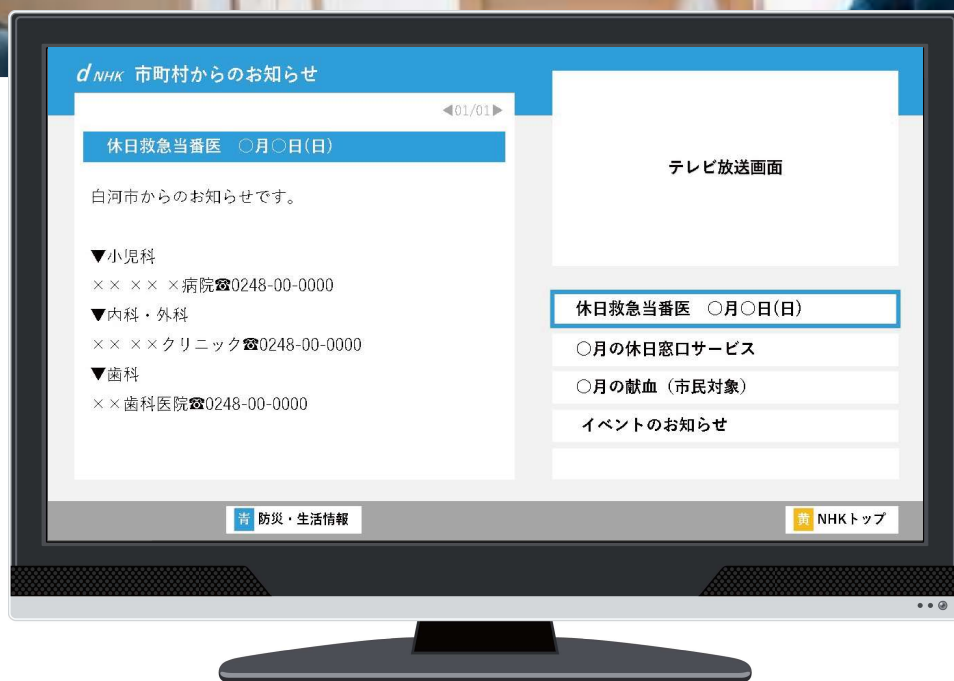 d NHK 市町村からのお知らせ
◀01/01▶
休日救急当番医　○月○日(日)
白河市からのお知らせです。
▼小児科
×× ×× ×病院☎0248-00-0000
▼内科・外科
×× ××クリニック☎0248-00-0000
▼歯科
××歯科医院☎0248-00-0000
テレビ放送画面
休日救急当番医　○月○日(日)
○月の休日窓口サービス
○月の献血（市民対象）
イベントのお知らせ
青 防災・生活情報
黄 NHKトップ